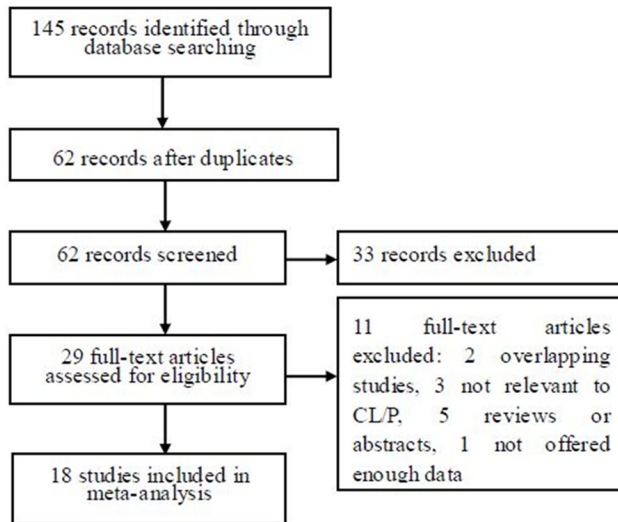 145 records identified through
database searching
62 records after duplicates
62 records screened
33 records excluded
29 full-text articles
assessed for eligibility
11 full-text articles
excluded: 2 overlapping
studies, 3 not relevant to
CL/P, 5 reviews or
abstracts, 1 not offered
enough data
18 studies included in
meta-analysis